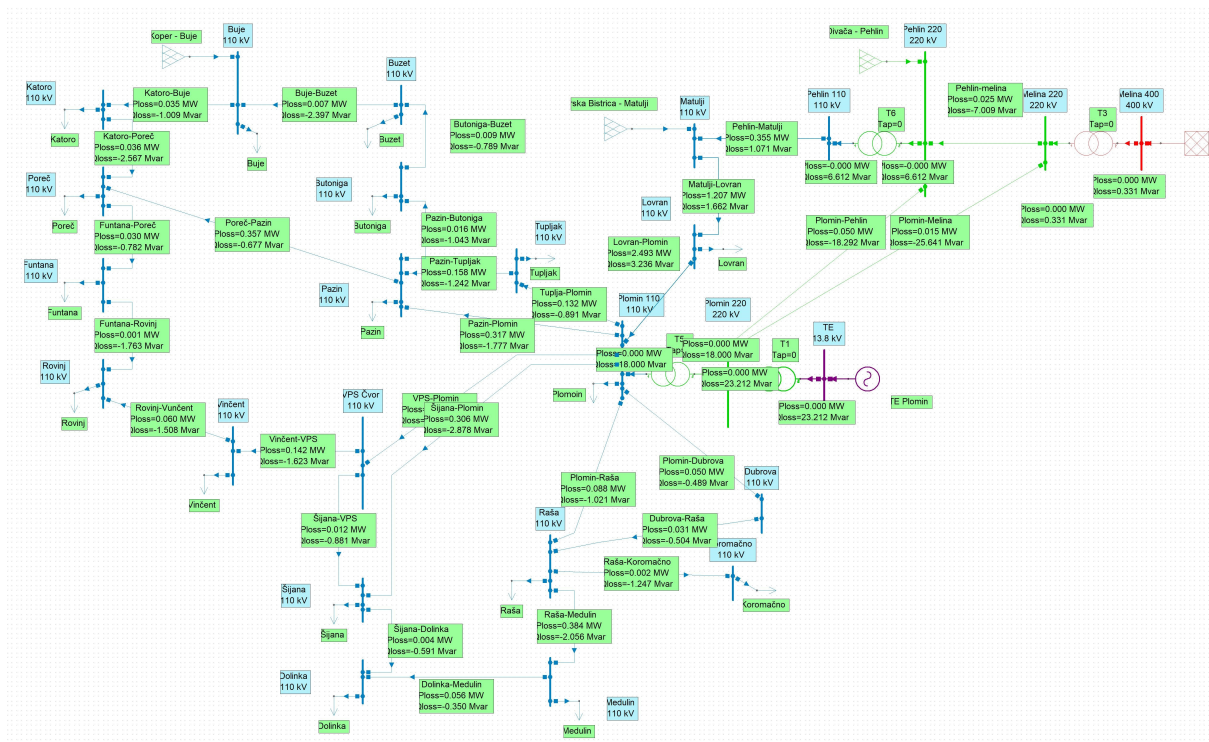 Koper - Buje
Buje
110 kV
Divača - Pehlin
Pehlin 220
220 kV
Katoro
110 kV
Katoro-Buje
Ploss=0.035 MW
Qloss=-1.009 Mvar
Buje-Buzet
Ploss=0.007 MW
Qloss=-2.397 Mvar
Buzet
110 kV
Butoniga-Buzet
Ploss=0.009 MW
Qloss=-0.789 Mvar
rska Bistrica - Matulji
Matulji
110 kV
Pehlin-Matulji
Ploss=0.355 MW
Qloss=1.071 Mvar
Pehlin 110
110 kV
T6
Tap=0
Pehlin-melina
Ploss=0.025 MW
Qloss=-7.009 Mvar
Melina 220
220 kV
T3
Tap=0
Melina 400
400 kV
Katoro
Katoro-Poreč
Ploss=0.036 MW
Qloss=-2.567 Mvar
Buje
Buzet
Ploss=-0.000 MW
Qloss=6.612 Mvar
Ploss=-0.000 MW
Qloss=6.612 Mvar
Ploss=0.000 MW
Qloss=0.331 Mvar
Ploss=0.000 MW
Qloss=0.331 Mvar
Poreč
110 kV
Poreč
Butoniga
110 kV
Butoniga
Matulji-Lovran
Ploss=1.207 MW
Qloss=1.662 Mvar
Lovran
110 kV
Funtana-Poreč
Ploss=0.030 MW
Qloss=-0.782 Mvar
Poreč-Pazin
Ploss=0.357 MW
Qloss=-0.677 Mvar
Pazin-Butoniga
Ploss=0.016 MW
Qloss=-1.043 Mvar
Tupljak
110 kV
Tupljak
Lovran-Plomin
Ploss=2.493 MW
Qloss=3.236 Mvar
Lovran
Plomin-Pehlin
Ploss=0.050 MW
Qloss=-18.292 Mvar
Plomin-Melina
Ploss=0.015 MW
Qloss=-25.641 Mvar
Funtana
110 kV
Funtana
Pazin-Tupljak
Ploss=0.158 MW
Qloss=-1.242 Mvar
Pazin
110 kV
Pazin
Tuplja-Plomin
Ploss=0.132 MW
Qloss=-0.891 Mvar
Plomin 110
110 kV
Plomin 220
220 kV
TE
13.8 kV
Funtana-Rovinj
Ploss=0.001 MW
Qloss=-1.763 Mvar
Pazin-Plomin
Ploss=0.317 MW
Qloss=-1.777 Mvar
T5
Tap
Ploss=0.000 MW
Qloss=18.000 Mvar
T1
Tap=0
Ploss=0.000 MW
Qloss=18.000 Mvar
Ploss=0.000 MW
Qloss=23.212 Mvar
Rovinj
110 kV
Rovinj
Plomoin
TE Plomin
Ploss=0.000 MW
Qloss=23.212 Mvar
Rovinj-Vunčent
Ploss=0.060 MW
Qloss=-1.508 Mvar
Vinčent
110 kV
VPS Čvor
110 kV
VPS-Plomin
Ploss=
Qloss=
Šijana-Plomin
Ploss=0.306 MW
Qloss=-2.878 Mvar
Vinčent-VPS
Ploss=0.142 MW
Qloss=-1.623 Mvar
Vinčent
Plomin-Dubrova
Ploss=0.050 MW
Qloss=-0.489 Mvar
Dubrova
110 kV
Plomin-Raša
Ploss=0.088 MW
Qloss=-1.021 Mvar
Šijana-VPS
Ploss=0.012 MW
Qloss=-0.881 Mvar
Raša
110 kV
Dubrova-Raša
Ploss=0.031 MW
Qloss=-0.504 Mvar
oromačno
110 kV
Raša-Koromačno
Ploss=0.002 MW
Qloss=-1.247 Mvar
Koromačno
Šijana
110 kV
Šijana
Raša
Raša-Medulin
Ploss=0.384 MW
Qloss=-2.056 Mvar
Šijana-Dolinka
Ploss=0.004 MW
Qloss=-0.591 Mvar
Dolinka
110 kV
Dolinka
Dolinka-Medulin
Ploss=0.056 MW
Qloss=-0.350 Mvar
Medulin
110 kV
Medulin